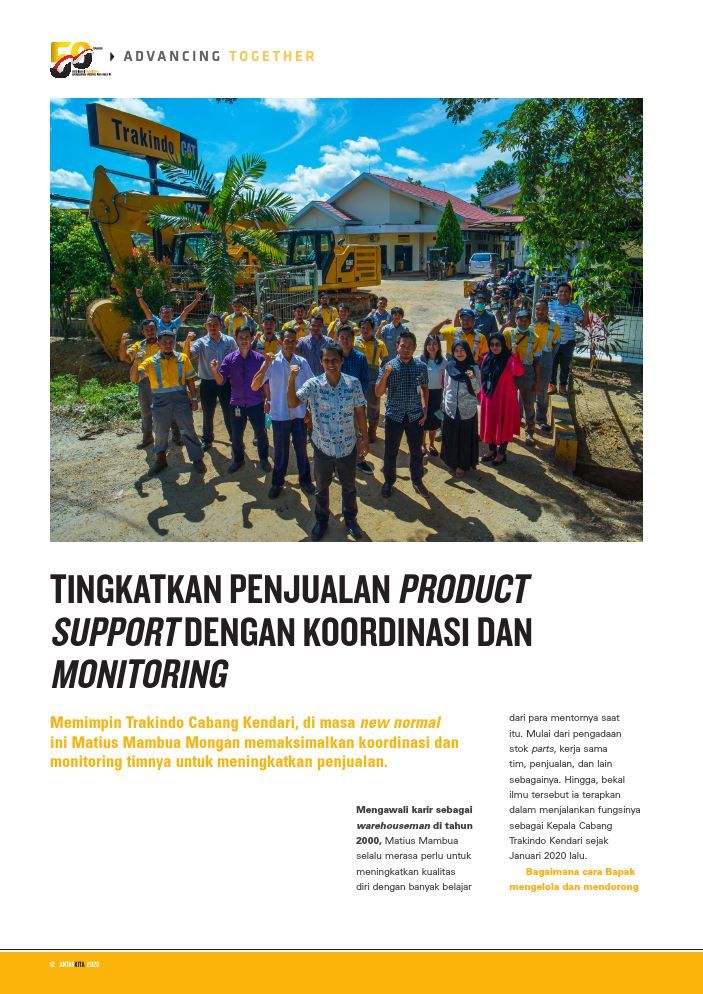 50
ADVANCING TOGETHER
Trakindo CAT
CAT
TINGKATKAN PENJUALAN PRODUCT
SUPPORT DENGAN KOORDINASI DAN
MONITORING
Memimpin Trakindo Cabang Kendari, di masa new normal
ini Matius Mambua Mongan memaksimalkan koordinasi dan
monitoring timnya untuk meningkatkan penjualan.
Mengawali karir sebagai
warehouseman di tahun
2000, Matius Mambua
selalu merasa perlu untuk
meningkatkan kualitas
diri dengan banyak belajar
dari para mentornya saat
itu. Mulai dari pengadaan
stok parts, kerja sama
tim, penjualan, dan lain
sebagainya. Hingga, bekal
ilmu tersebut ia terapkan
dalam menjalankan fungsinya
sebagai Kepala Cabang
Trakindo Kendari sejak
Januari 2020 lalu.
Bagaimana cara Bapak
mengelola dan mendorong
12 ANTARKITA, 2020